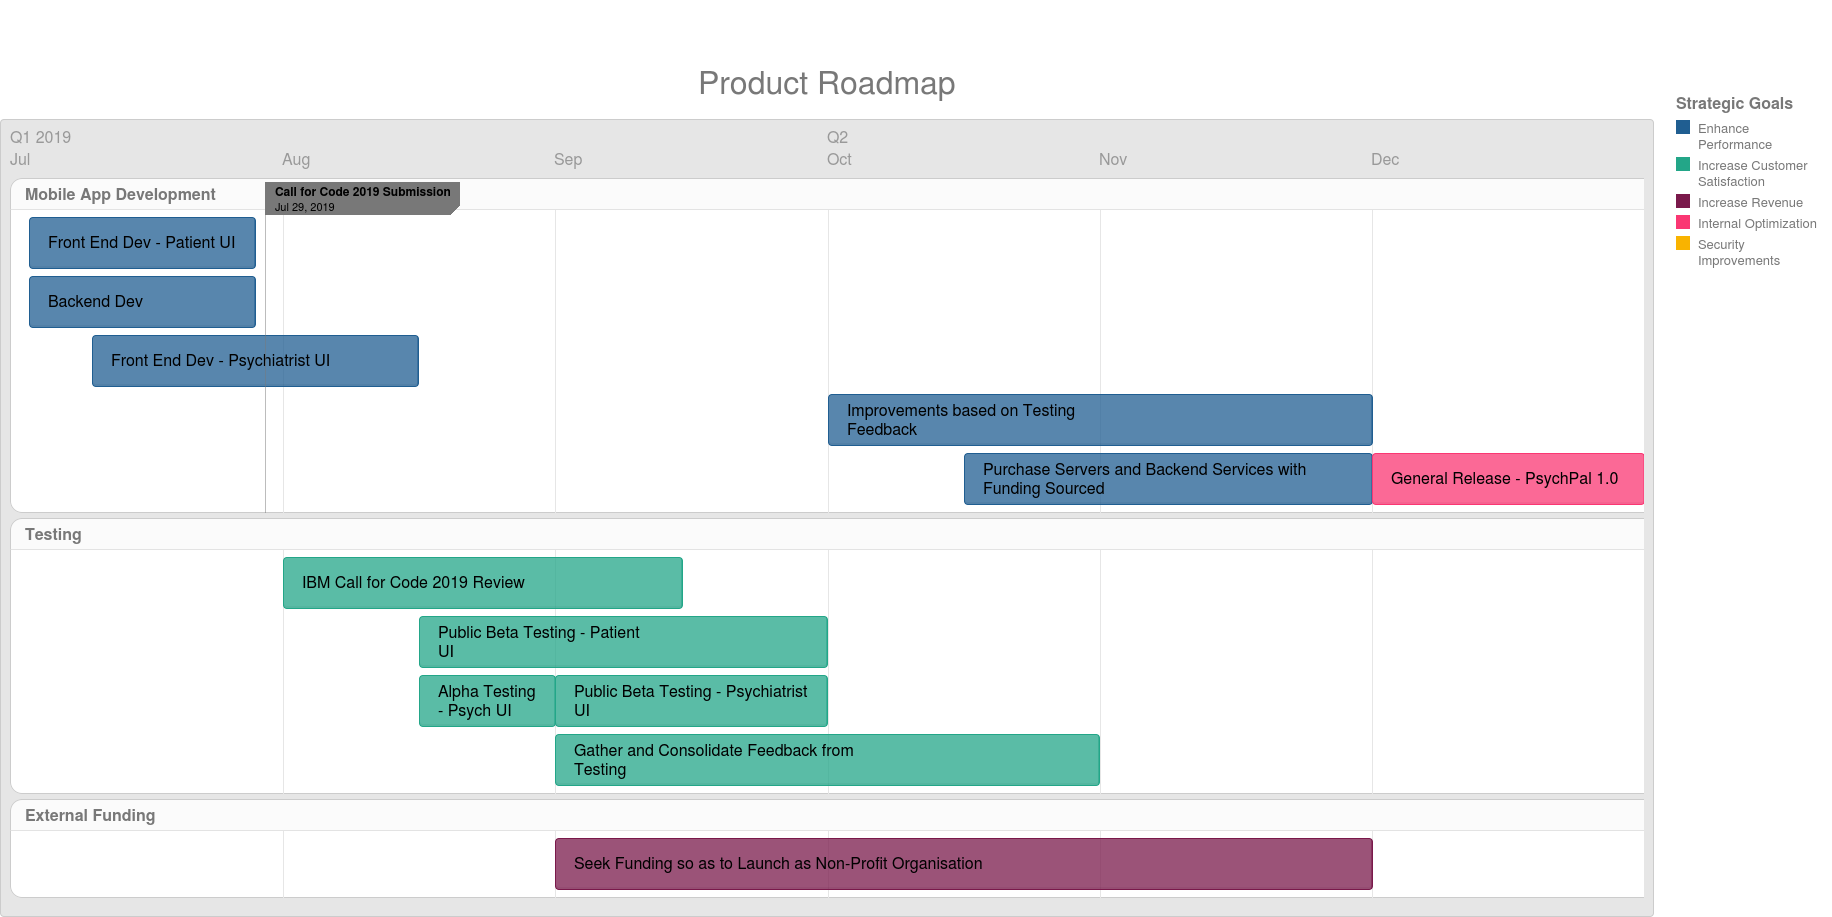 Product Roadmap
Q1 2019
Q2
Jul
Aug
Sep
Oct
Nov
Dec
Mobile App Development
Call for Code 2019 Submission
Jul 29, 2019
Front End Dev - Patient UI
Backend Dev
Front End Dev - Psychiatrist UI
Improvements based on Testing
Feedback
Purchase Servers and Backend Services with
Funding Sourced
General Release - PsychPal 1.0
Testing
IBM Call for Code 2019 Review
Public Beta Testing - Patient
UI
Alpha Testing
- Psych UI
Public Beta Testing - Psychiatrist
UI
Gather and Consolidate Feedback from
Testing
External Funding
Seek Funding so as to Launch as Non-Profit Organisation
Strategic Goals
Enhance
Performance
Increase Customer
Satisfaction
Increase Revenue
Internal Optimization
Security
Improvements